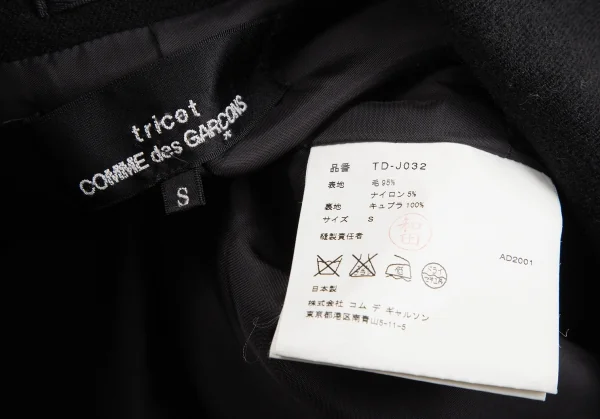 tricot
COMME des GARÇONS
S
品番 TD-J032
表地 毛95%
ナイロン5%
裏地 キュプラ100%
サイズ S
縫製責任者 和田
AD2001
日本製
株式会社 コム デ ギャルソン
東京都港区南青山5-11-5